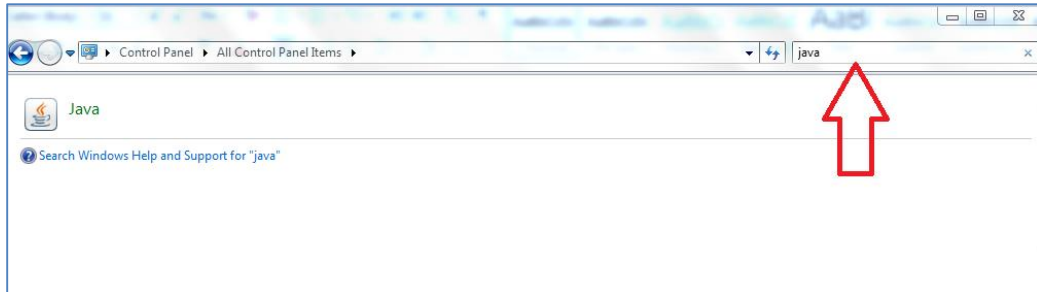 Control Panel ▸ All Control Panel Items ▸
java
Java
Search Windows Help and Support for "java"